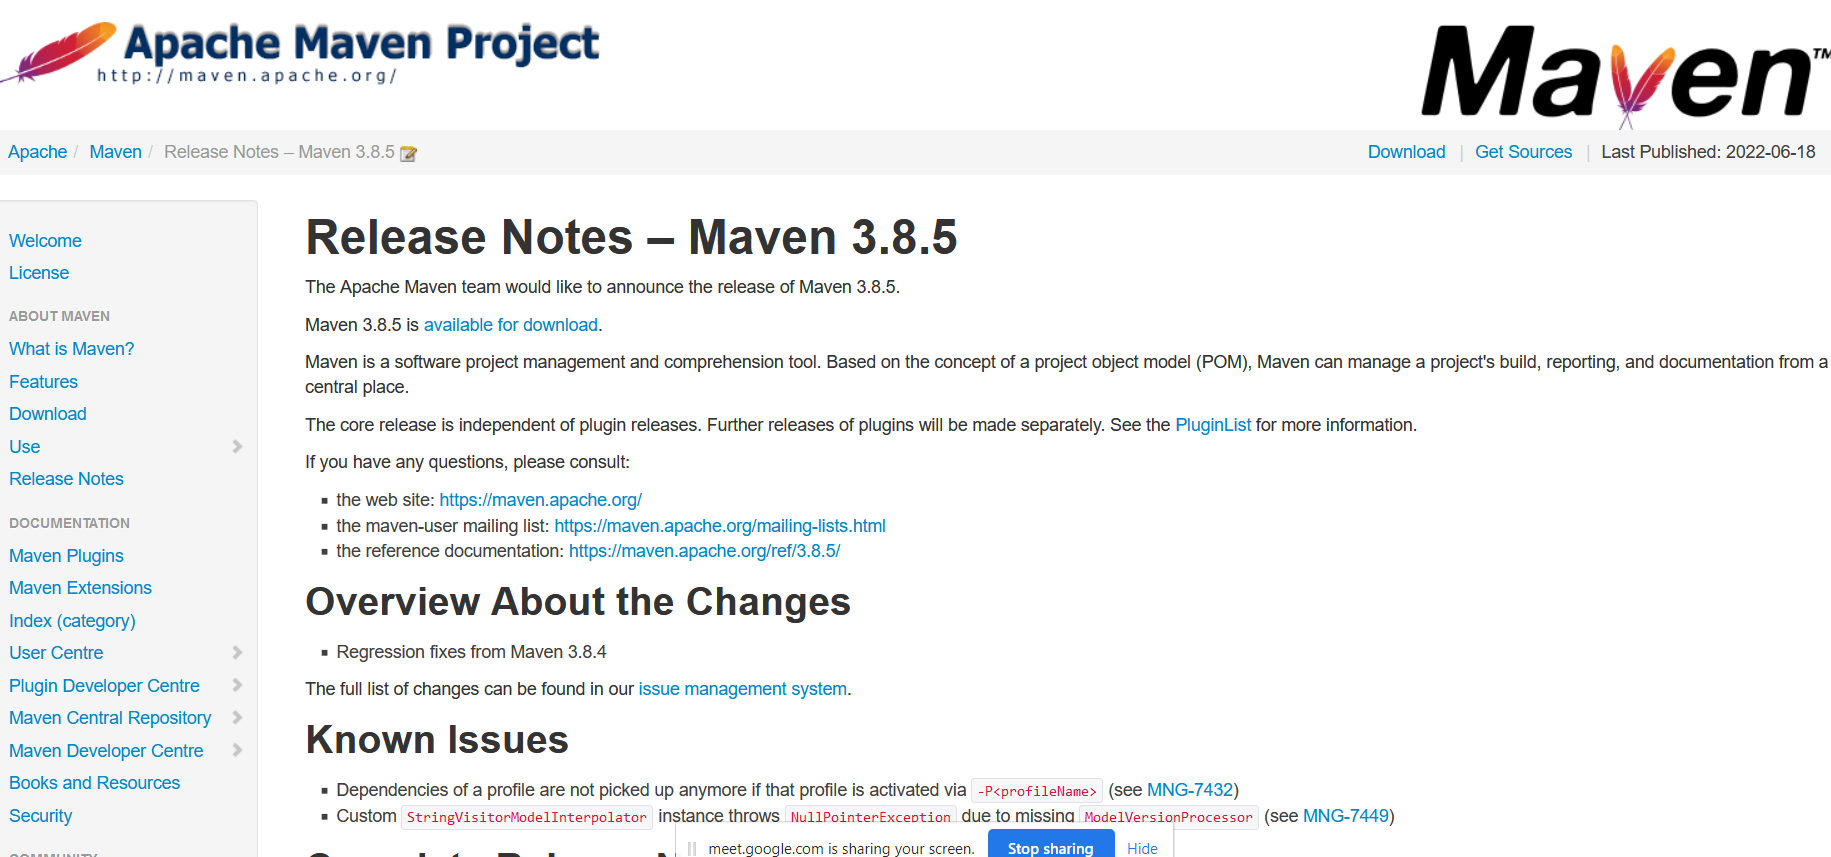 Apache Maven Project
http://maven.apache.org/
Maven™
Apache / Maven / Release Notes – Maven 3.8.5
Download | Get Sources | Last Published: 2022-06-18
Welcome
License
ABOUT MAVEN
What is Maven?
Features
Download
Use
Release Notes
DOCUMENTATION
Maven Plugins
Maven Extensions
Index (category)
User Centre
Plugin Developer Centre
Maven Central Repository
Maven Developer Centre
Books and Resources
Security
COMMUNITY
Release Notes – Maven 3.8.5
The Apache Maven team would like to announce the release of Maven 3.8.5.
Maven 3.8.5 is available for download.
Maven is a software project management and comprehension tool. Based on the concept of a project object model (POM), Maven can manage a project's build, reporting, and documentation from a
central place.
The core release is independent of plugin releases. Further releases of plugins will be made separately. See the PluginList for more information.
If you have any questions, please consult:
the web site: https://maven.apache.org/
the maven-user mailing list: https://maven.apache.org/mailing-lists.html
the reference documentation: https://maven.apache.org/ref/3.8.5/
Overview About the Changes
Regression fixes from Maven 3.8.4
The full list of changes can be found in our issue management system.
Known Issues
Dependencies of a profile are not picked up anymore if that profile is activated via -P<profileName> (see MNG-7432)
Custom StringVisitorModelInterpolator instance throws NullPointerException due to missing ModelVersionProcessor (see MNG-7449)
meet.google.com is sharing your screen. Stop sharing Hide